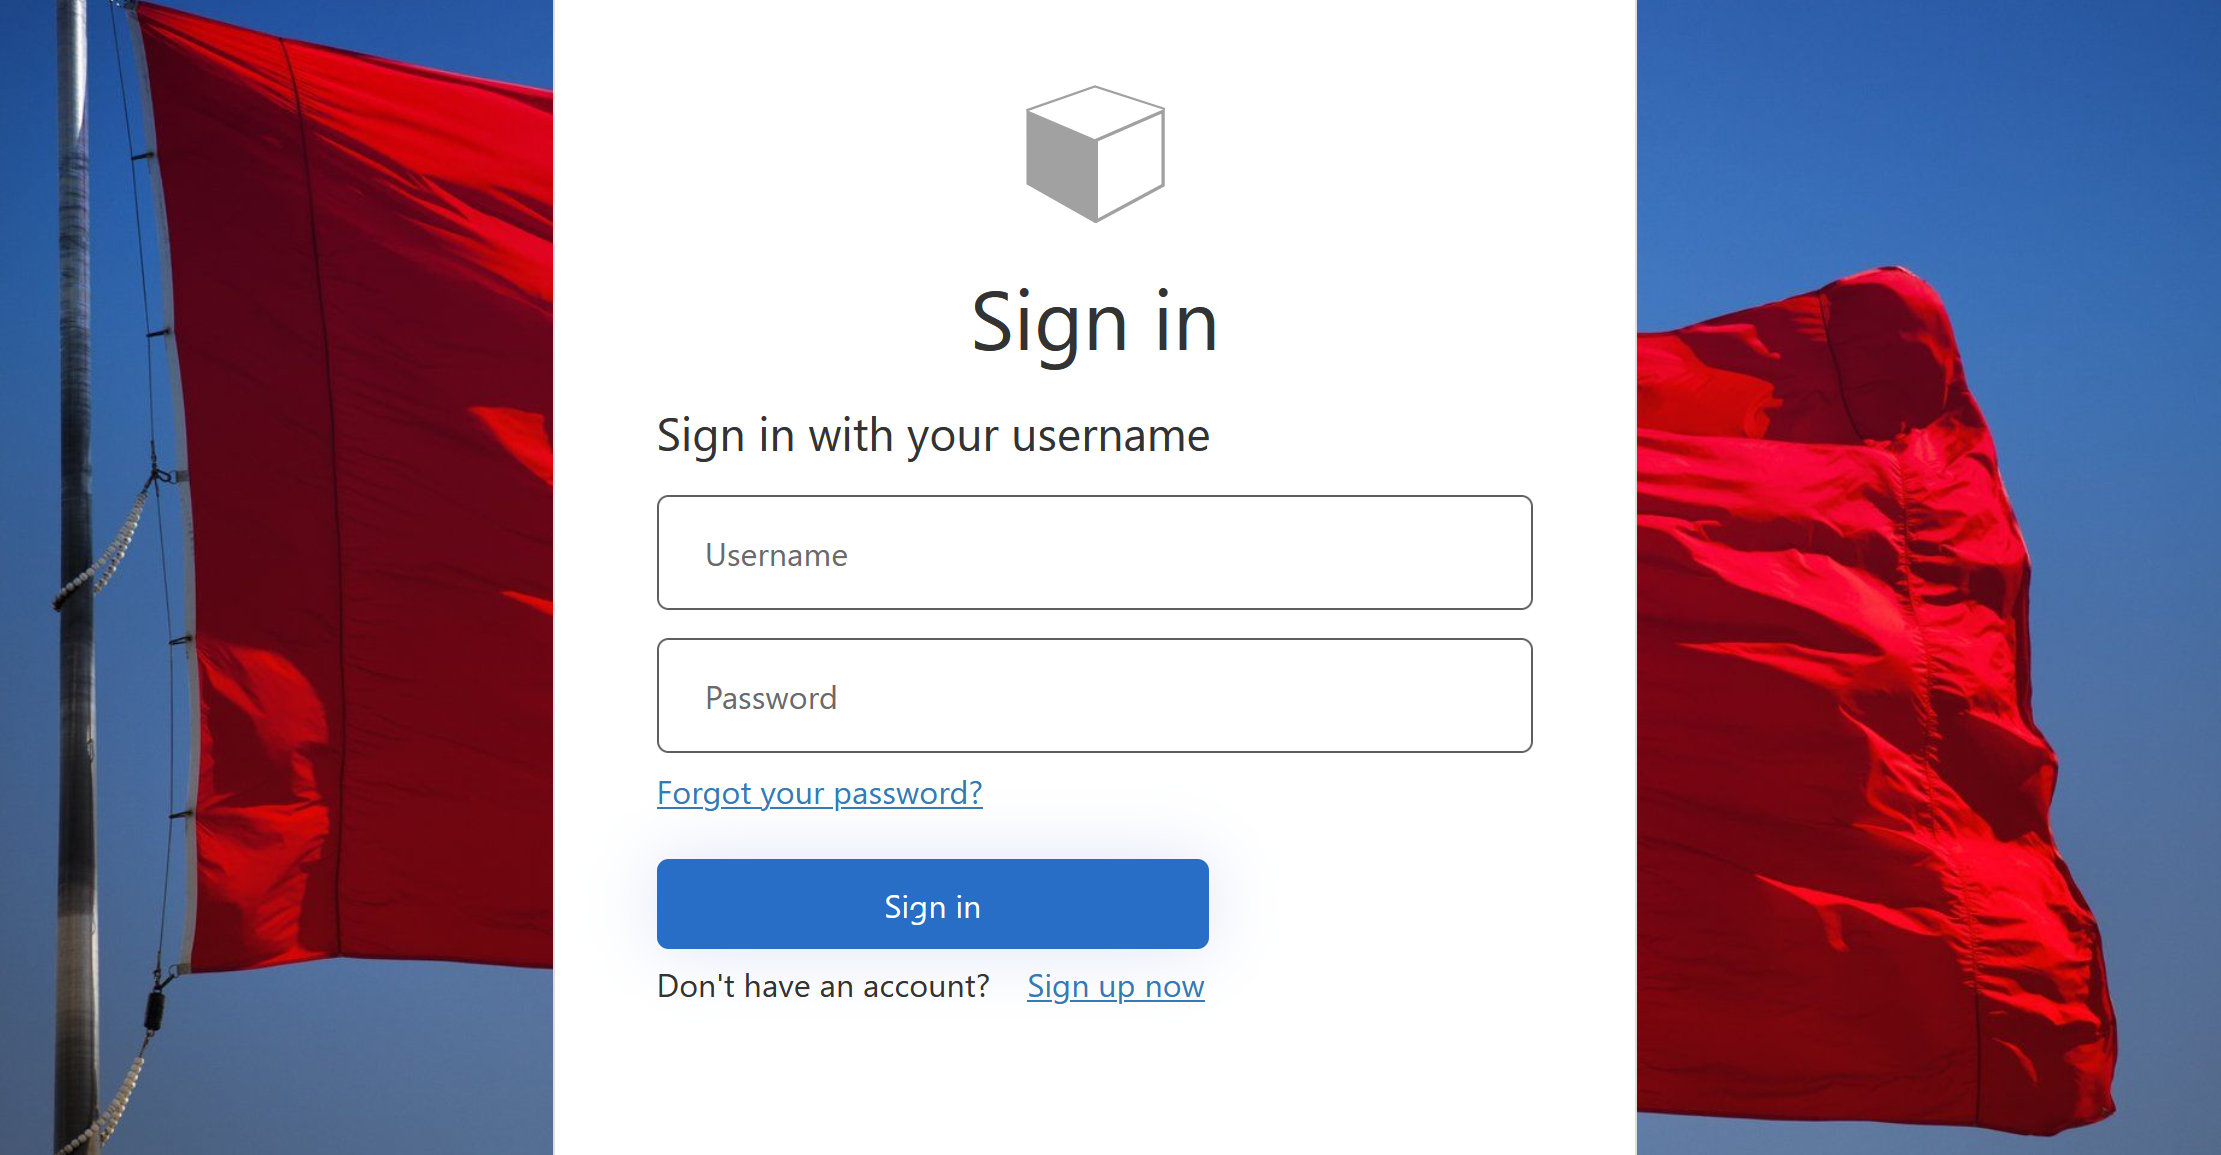 Sign in
Sign in with your username
Username
Password
Forgot your password?
Sign in
Don't have an account? Sign up now